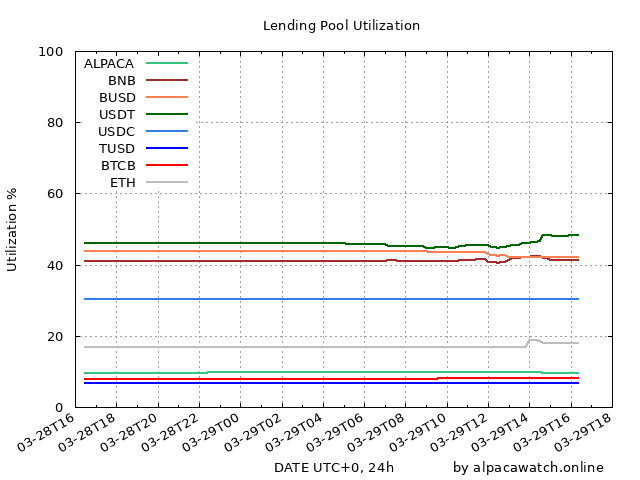 Lending Pool Utilization
100
80
60
40
20
0
Utilization %
ALPACA
BNB
BUSD
USDT
USDC
TUSD
BTCB
ETH
03-28T16
03-28T18
03-28T20
03-28T22
03-29T00
03-29T02
03-29T04
03-29T06
03-29T08
03-29T10
03-29T12
03-29T14
03-29T16
03-29T18
DATE UTC+0, 24h
by alpacawatch.online